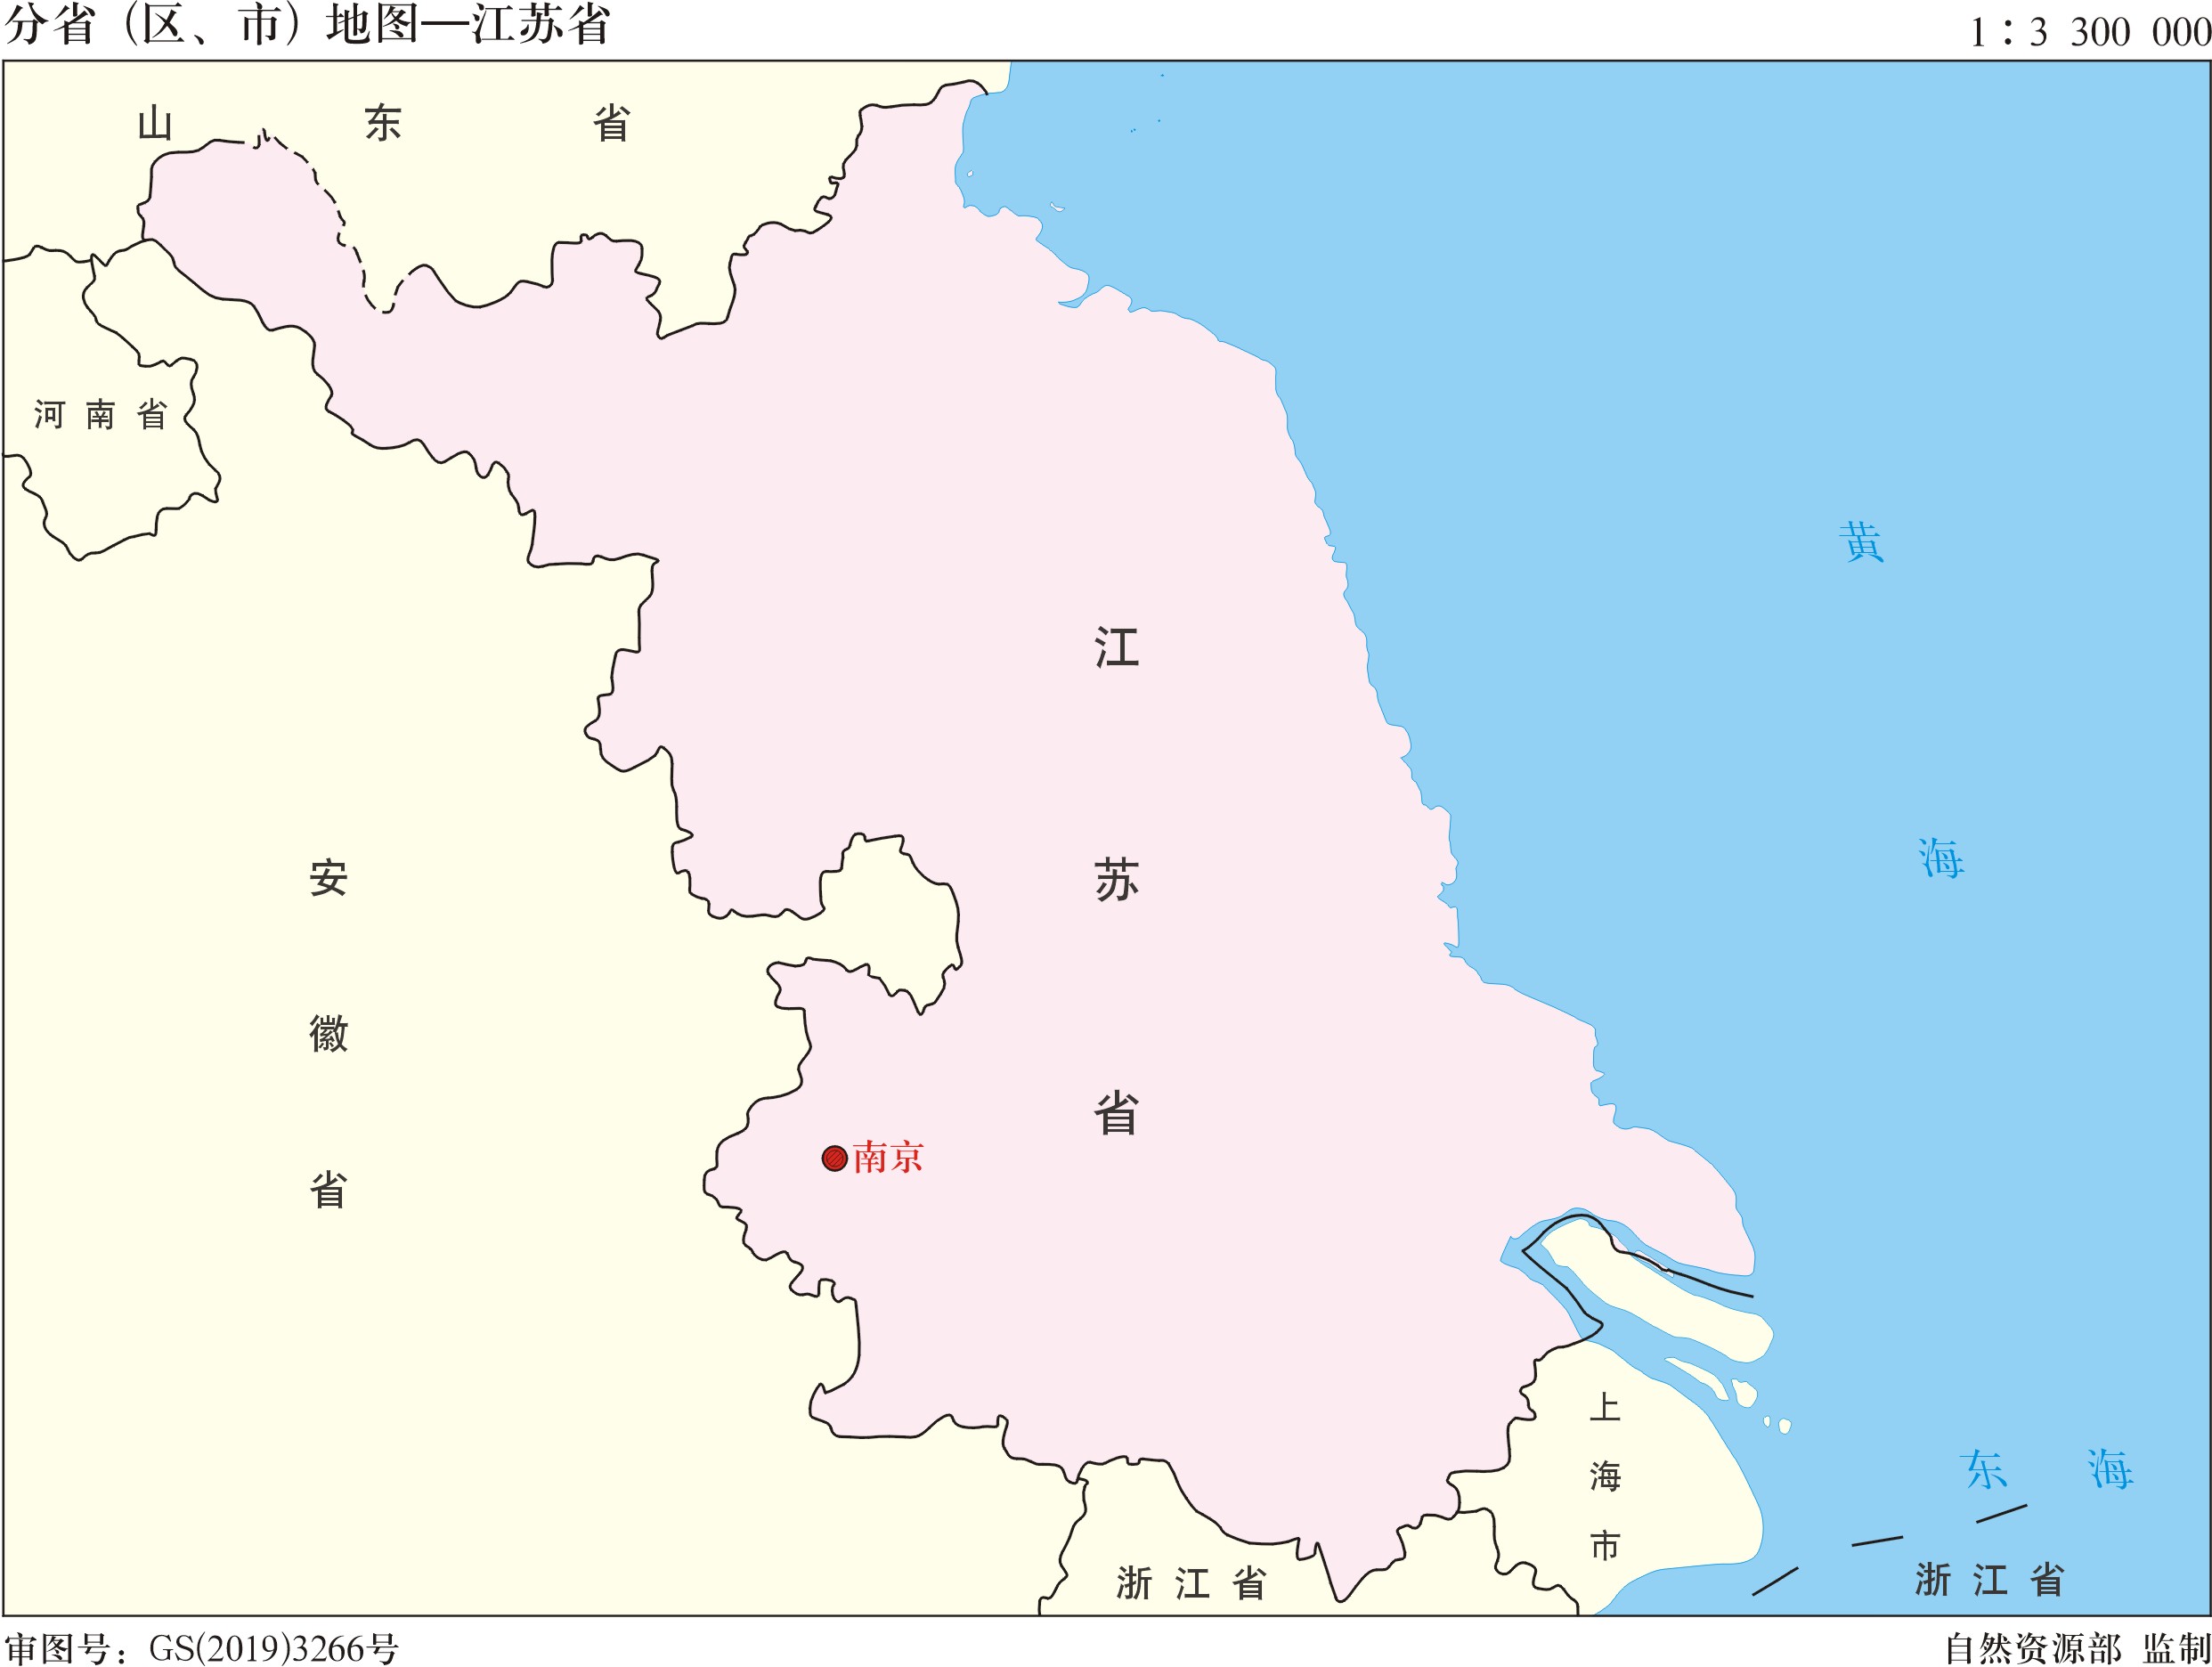 分省（区、市）地图—江苏省
1：3 300 000
山东省
河南省
安徽省
江苏省
南京
黄海
东海
上海市
浙江省
浙江省
审图号：GS(2019)3266号
自然资源部 监制